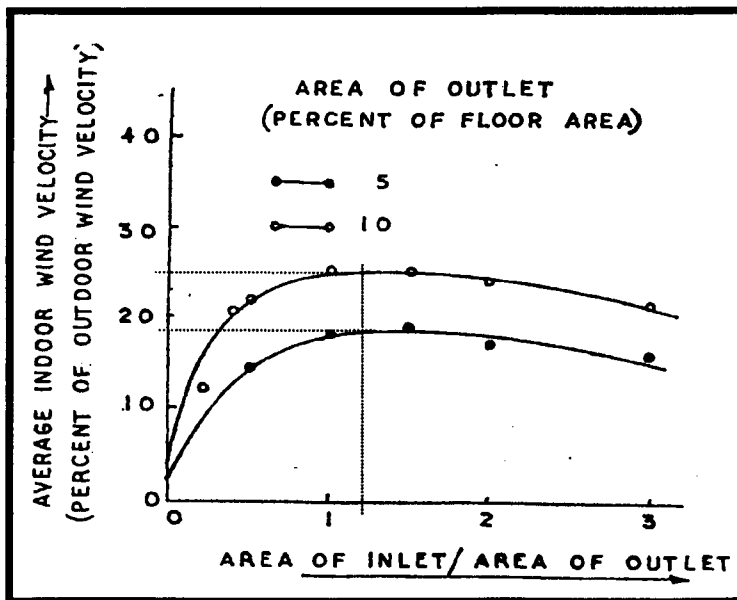 AREA OF OUTLET
(PERCENT OF FLOOR AREA)
5
10
AVERAGE INDOOR WIND VELOCITY
(PERCENT OF OUTDOOR WIND VELOCITY)
40
30
20
10
0
0 1 2 3
AREA OF INLET/AREA OF OUTLET